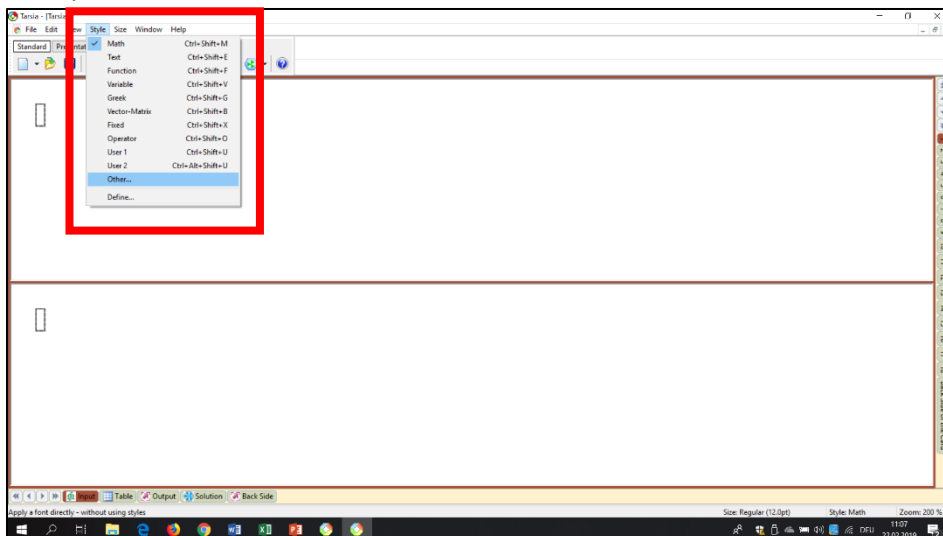 Tarsia - [Tarsia
File Edit View Style Size Window Help
Standard
Math Ctrl+Shift+M
Text Ctrl+Shift+E
Function Ctrl+Shift+F
Variable Ctrl+Shift+V
Greek Ctrl+Shift+G
Vector-Matrix Ctrl+Shift+B
Fixed Ctrl+Shift+X
Operator Ctrl+Shift+O
User 1 Ctrl+Shift+U
User 2 Ctrl+Alt+Shift+U
Other...
Define...
Input Table Output Solution Back Side
Apply a font directly - without using styles Size: Regular (12.0pt) Style: Math Zoom: 200 %
DEU 11:07
22.02.2019